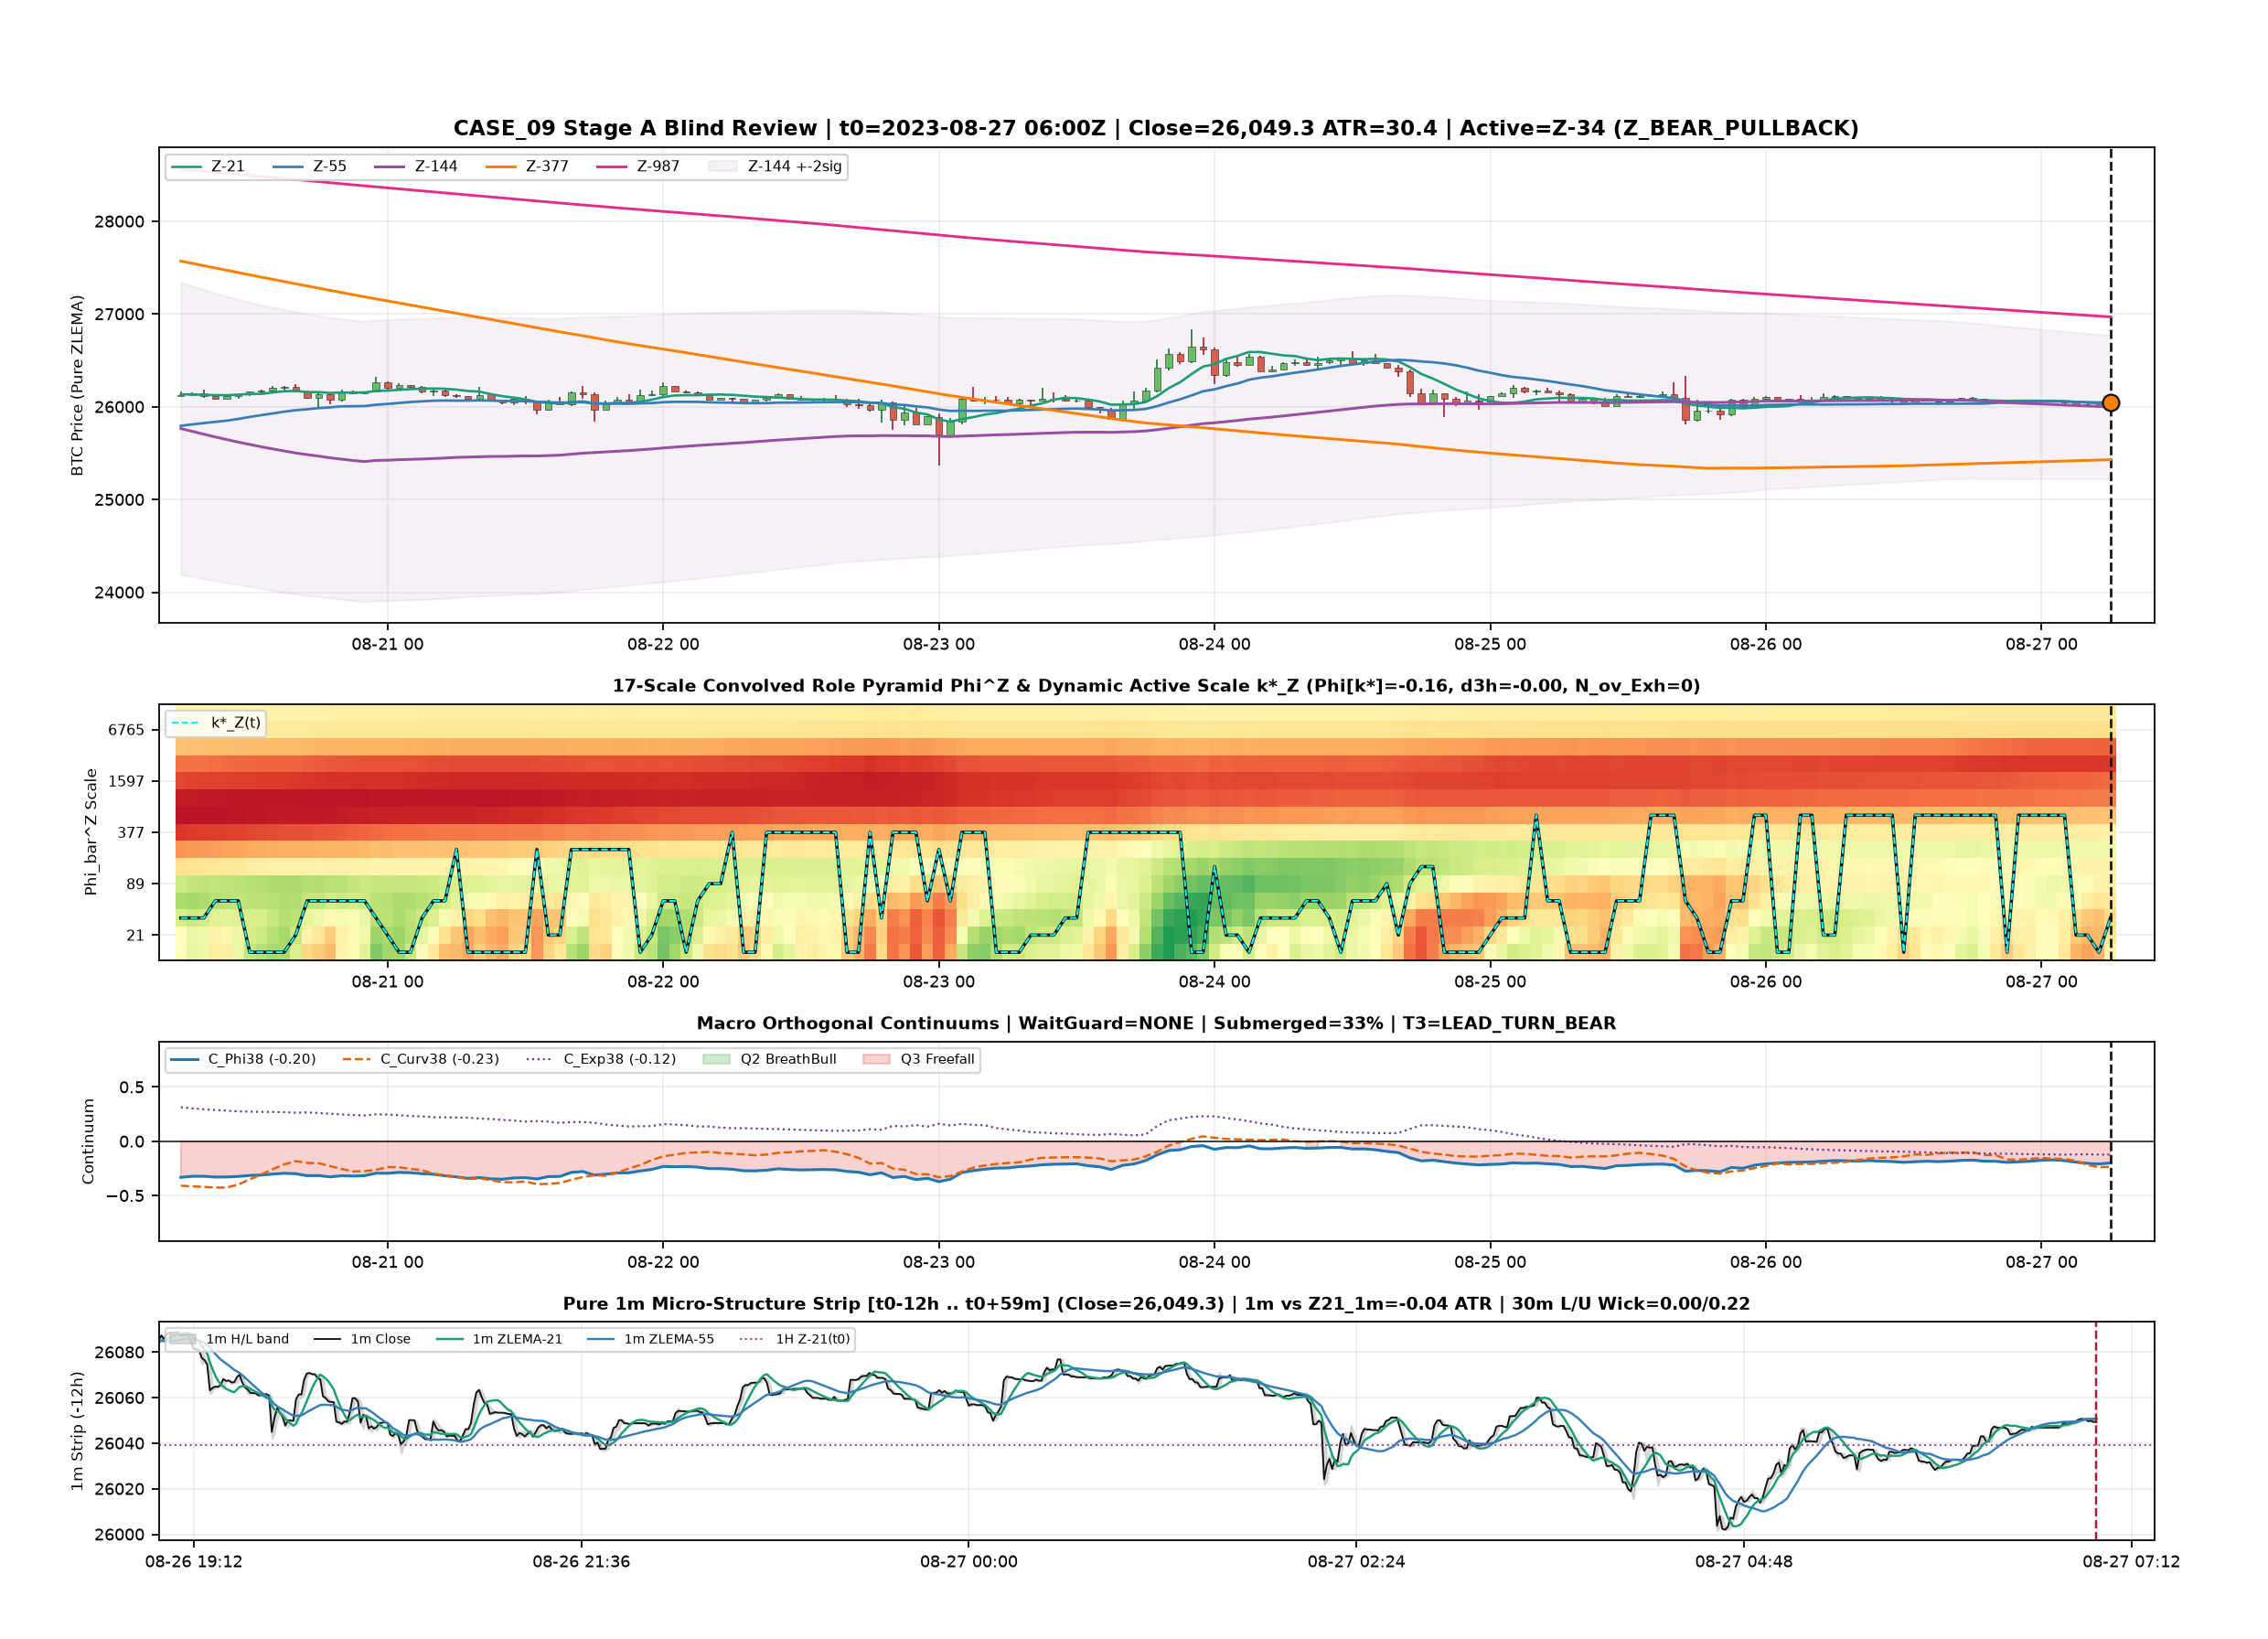 CASE_09 Stage A Blind Review | t0=2023-08-27 06:00Z | Close=26,049.3 ATR=30.4 | Active=Z-34 (Z_BEAR_PULLBACK)
Z-21 Z-55 Z-144 Z-377 Z-987 Z-144 +-2sig
BTC Price (Pure ZLEMA)
28000
27000
26000
25000
24000
08-21 00 08-22 00 08-23 00 08-24 00 08-25 00 08-26 00 08-27 00
17-Scale Convolved Role Pyramid Phi^Z & Dynamic Active Scale k*_Z (Phi[k*]=-0.16, d3h=-0.00, N_ov_Exh=0)
k*_Z(t)
Phi_bar^Z Scale
6765
1597
377
89
21
08-21 00 08-22 00 08-23 00 08-24 00 08-25 00 08-26 00 08-27 00
Macro Orthogonal Continuums | WaitGuard=NONE | Submerged=33% | T3=LEAD_TURN_BEAR
C_Phi38 (-0.20) C_Curv38 (-0.23) C_Exp38 (-0.12) Q2 BreathBull Q3 Freefall
Continuum
0.5
0.0
−0.5
08-21 00 08-22 00 08-23 00 08-24 00 08-25 00 08-26 00 08-27 00
Pure 1m Micro-Structure Strip [t0-12h .. t0+59m] (Close=26,049.3) | 1m vs Z21_1m=-0.04 ATR | 30m L/U Wick=0.00/0.22
1m H/L band 1m Close 1m ZLEMA-21 1m ZLEMA-55 1H Z-21(t0)
1m Strip (-12h)
26080
26060
26040
26020
26000
08-26 19:12 08-26 21:36 08-27 00:00 08-27 02:24 08-27 04:48 08-27 07:12